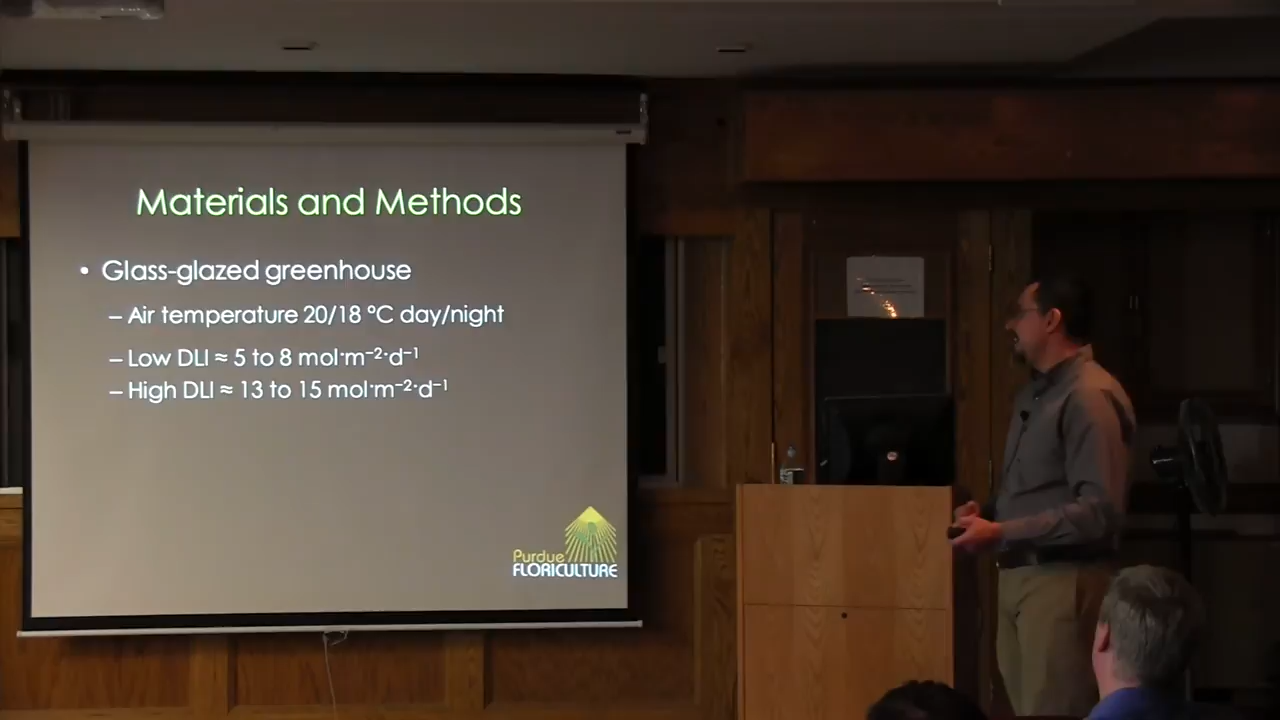 Materials and Methods
• Glass-glazed greenhouse
– Air temperature 20/18 ºC day/night
– Low DLI ≈ 5 to 8 mol·m⁻²·d⁻¹
– High DLI ≈ 13 to 15 mol·m⁻²·d⁻¹
Purdue
FLORICULTURE